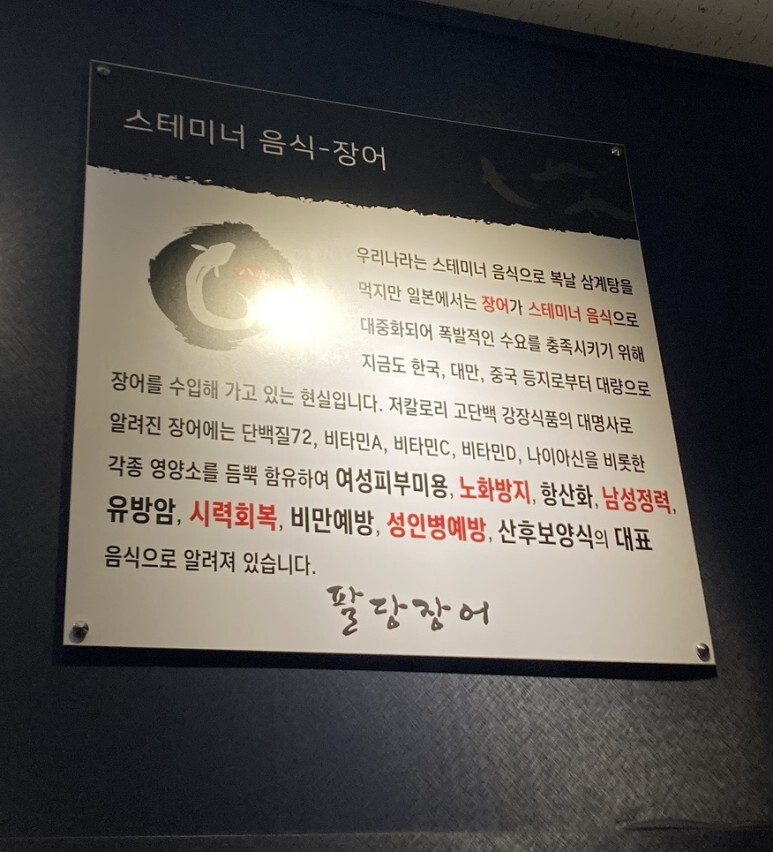 스테미너 음식-장어
우리나라는 스테미너 음식으로 복날 삼계탕을
먹지만 일본에서는 장어가 스테미너 음식으로
대중화되어 폭발적인 수요를 충족시키기 위해
지금도 한국, 대만, 중국 등지로부터 대량으로
장어를 수입해 가고 있는 현실입니다. 저칼로리 고단백 강장식품의 대명사로
알려진 장어에는 단백질72, 비타민A, 비타민C, 비타민D, 나이아신을 비롯한
각종 영양소를 듬뿍 함유하여 여성피부미용, 노화방지, 항산화, 남성정력,
유방암, 시력회복, 비만예방, 성인병예방, 산후보양식의 대표
음식으로 알려져 있습니다.
팔당장어